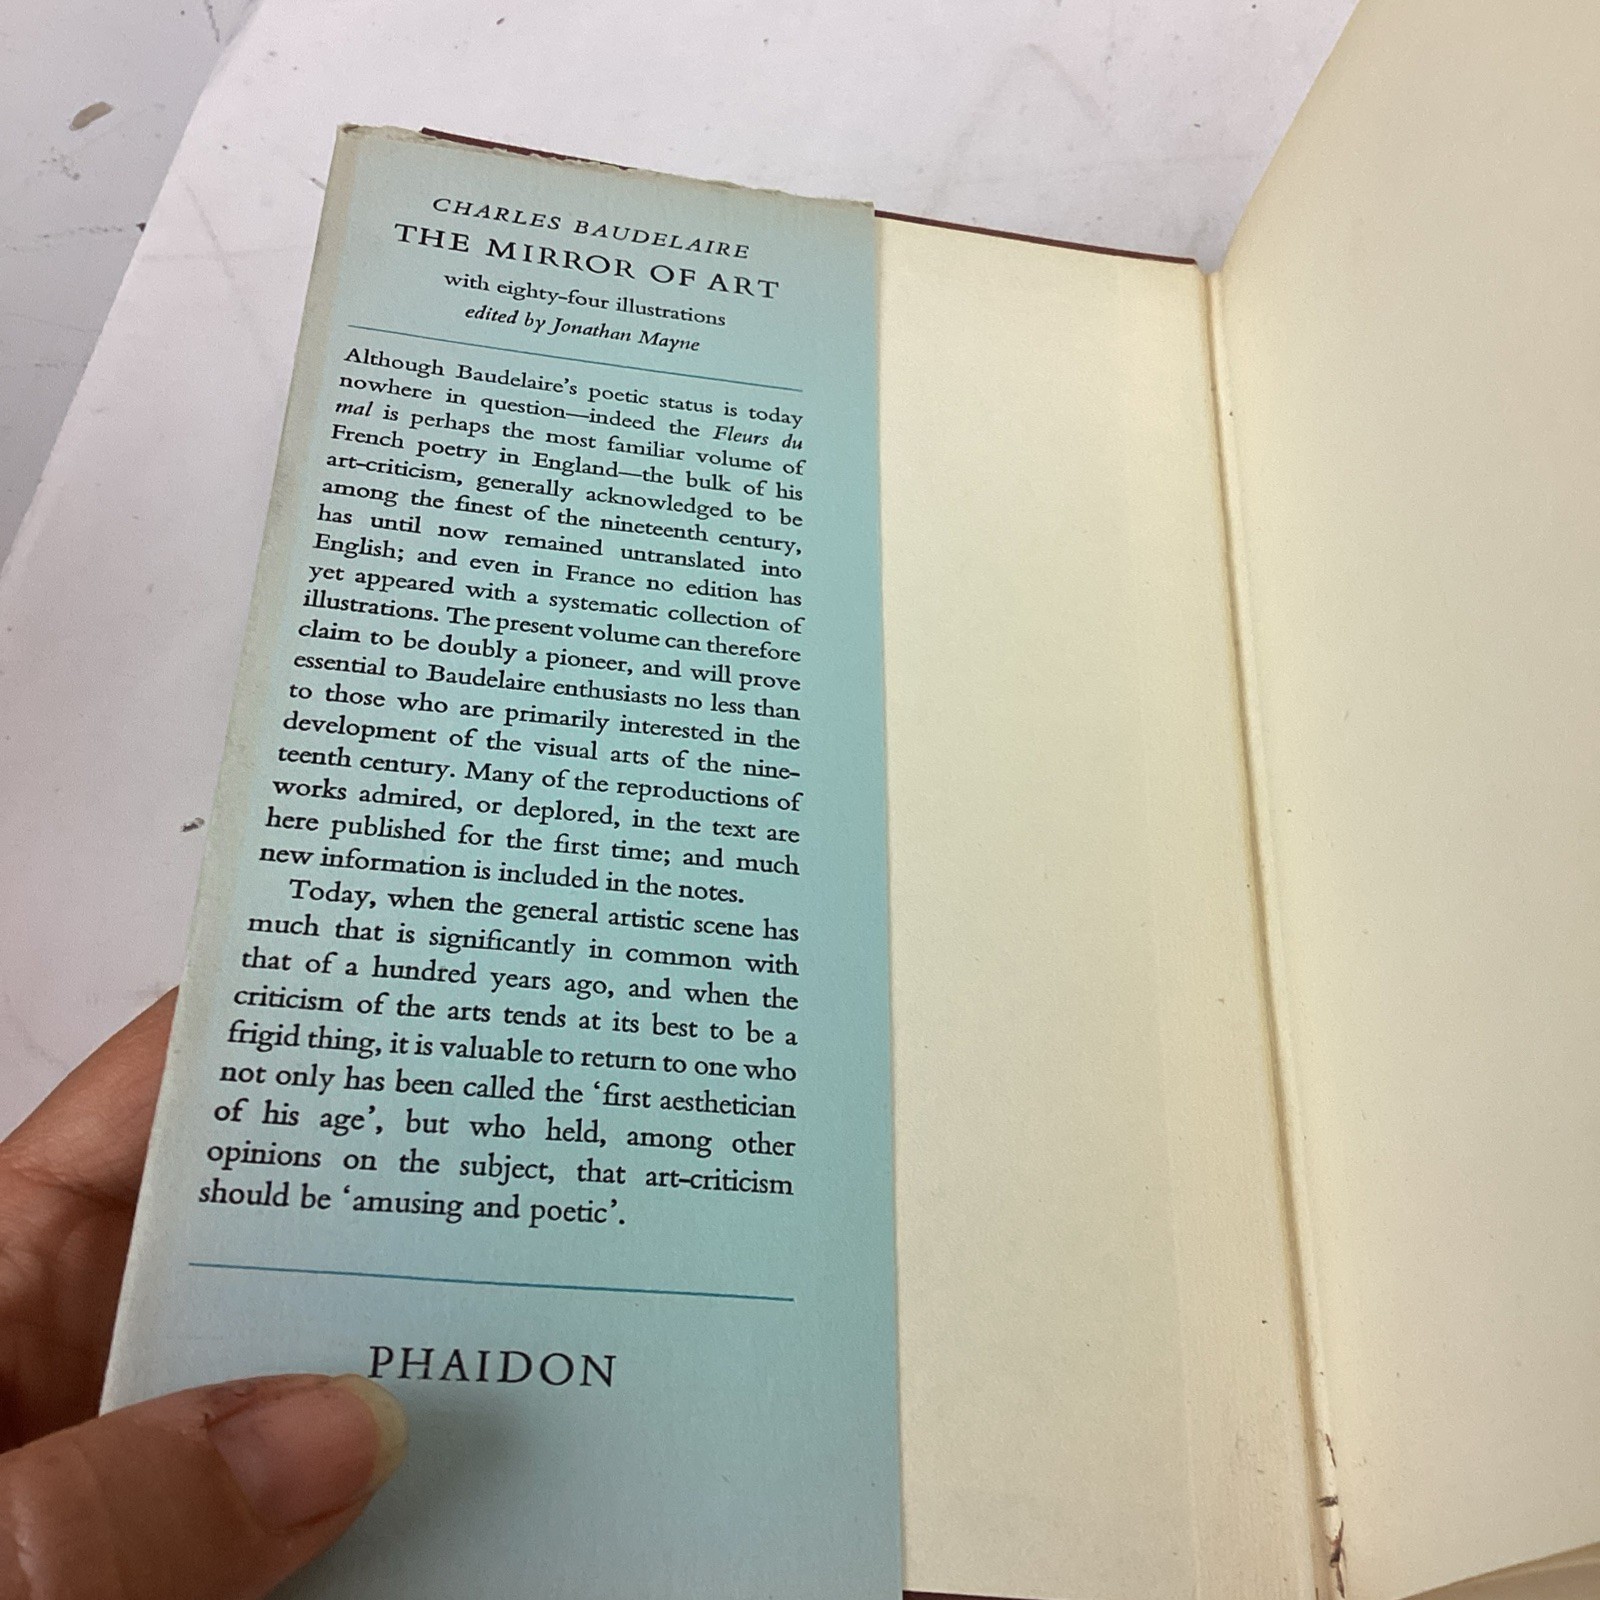 CHARLES BAUDELAIRE
THE MIRROR OF ART
with eighty-four illustrations
edited by Jonathan Mayne
Although Baudelaire's poetic status is today
nowhere in question—indeed the Fleurs du
mal is perhaps the most familiar volume of
French poetry in England—the bulk of his
art-criticism, generally acknowledged to be
among the finest of the nineteenth century,
has until now remained untranslated into
English; and even in France no edition has
yet appeared with a systematic collection of
illustrations. The present volume can therefore
claim to be doubly a pioneer, and will prove
essential to Baudelaire enthusiasts no less than
to those who are primarily interested in the
development of the visual arts of the nine-
teenth century. Many of the reproductions of
works admired, or deplored, in the text are
here published for the first time; and much
new information is included in the notes.
Today, when the general artistic scene has
much that is significantly in common with
that of a hundred years ago, and when the
criticism of the arts tends at its best to be a
frigid thing, it is valuable to return to one who
not only has been called the ‘first aesthetician
of his age’, but who held, among other
opinions on the subject, that art-criticism
should be ‘amusing and poetic’.
PHAIDON